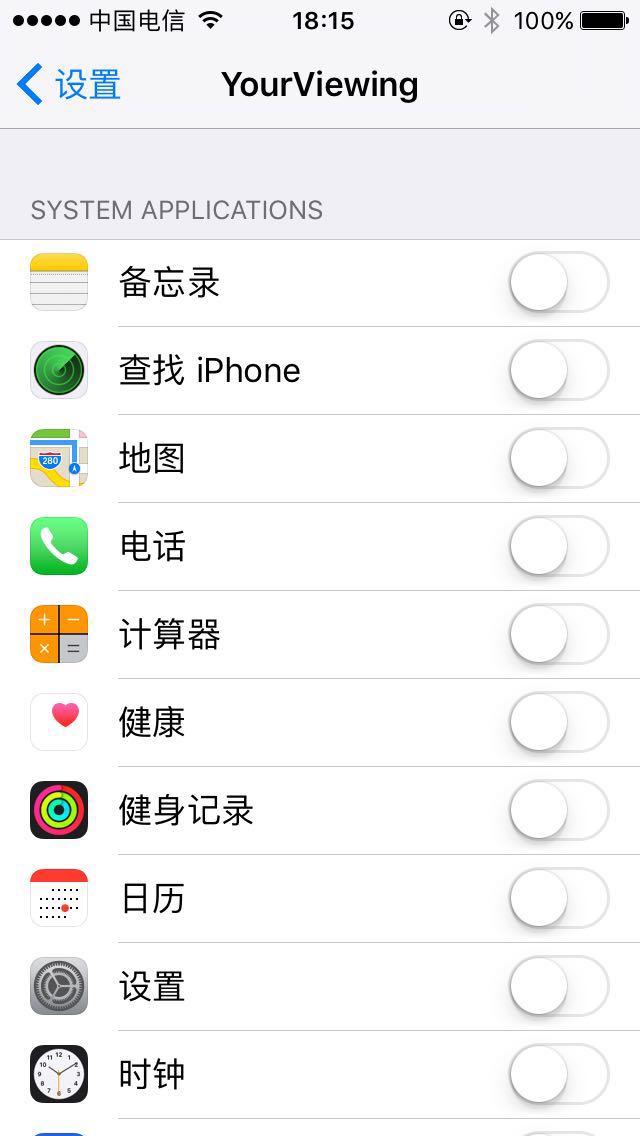 中国电信 18:15 100%
设置 YourViewing
SYSTEM APPLICATIONS
备忘录
查找 iPhone
280
地图
电话
计算器
健康
健身记录
日历
设置
时钟